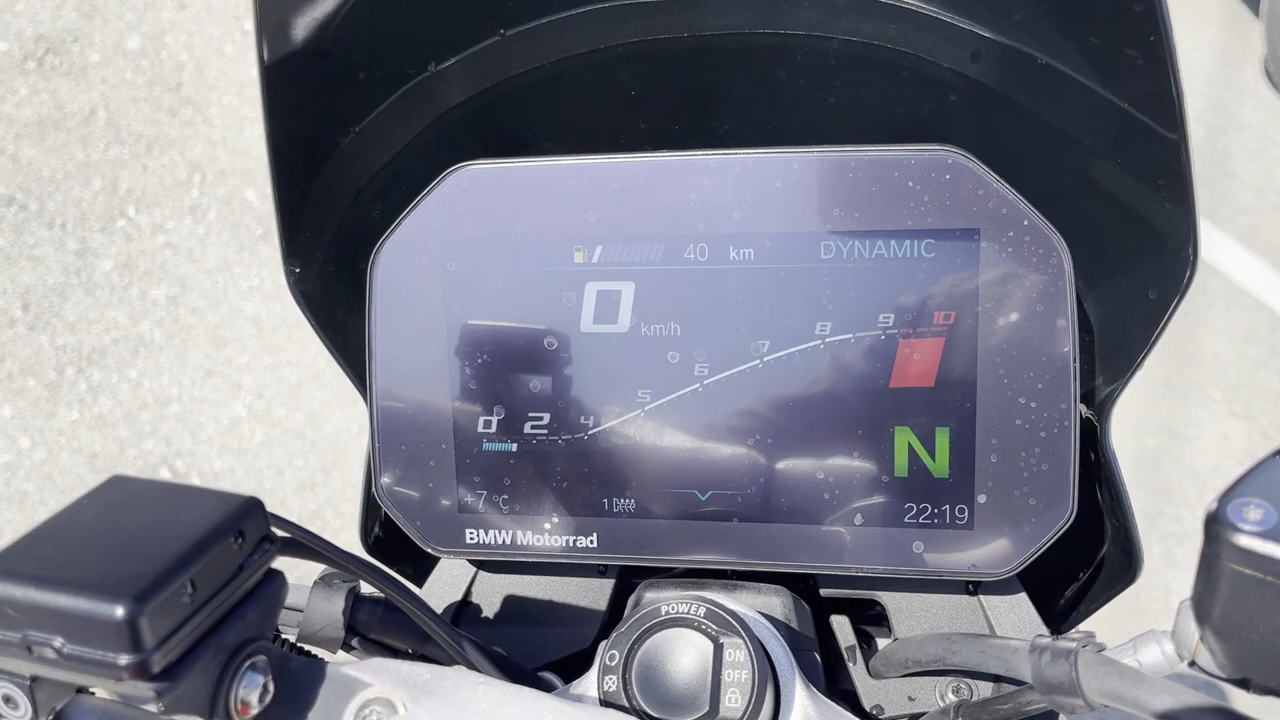 40 km DYNAMIC
0 km/h
0 2 4 5 6 7 8 9 10
N
+7 °C 1 22:19
BMW Motorrad
POWER
ON
OFF